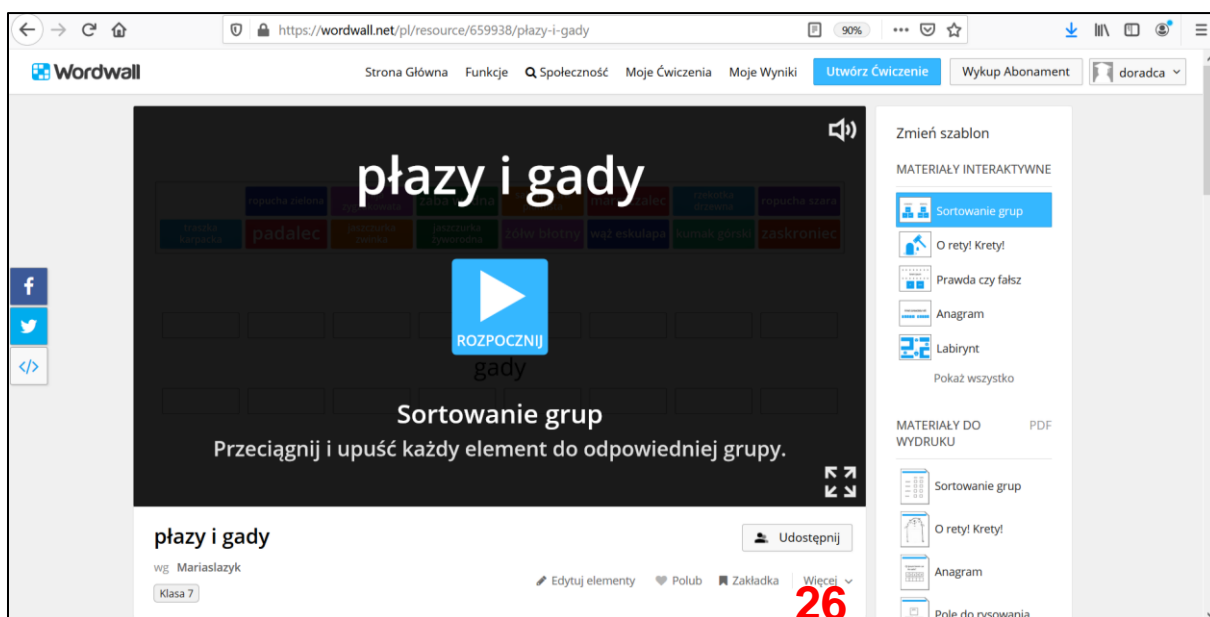 https://wordwall.net/pl/resource/659938/płazy-i-gady
90%
Wordwall
Strona Główna Funkcje Społeczność Moje Ćwiczenia Moje Wyniki Utwórz Ćwiczenie Wykup Abonament doradca
płazy i gady
ropucha zielona żaba wodna rzekotka drzewna ropucha szara
traszka karpacka padalec jaszczurka zwinka jaszczurka żyworodna żółw błotny wąż eskulapa kumak górski zaskroniec
ROZPOCZNIJ
gady
Sortowanie grup
Przeciągnij i upuść każdy element do odpowiedniej grupy.
płazy i gady
Udostępnij
wg Mariaslazyk
Edytuj elementy Polub Zakładka Więcej
Klasa 7
26
Zmień szablon
MATERIAŁY INTERAKTYWNE
Sortowanie grup
O rety! Krety!
Prawda czy fałsz
Anagram
Labirynt
Pokaż wszystko
MATERIAŁY DO WYDRUKU PDF
Sortowanie grup
O rety! Krety!
Anagram
Pole do rysowania